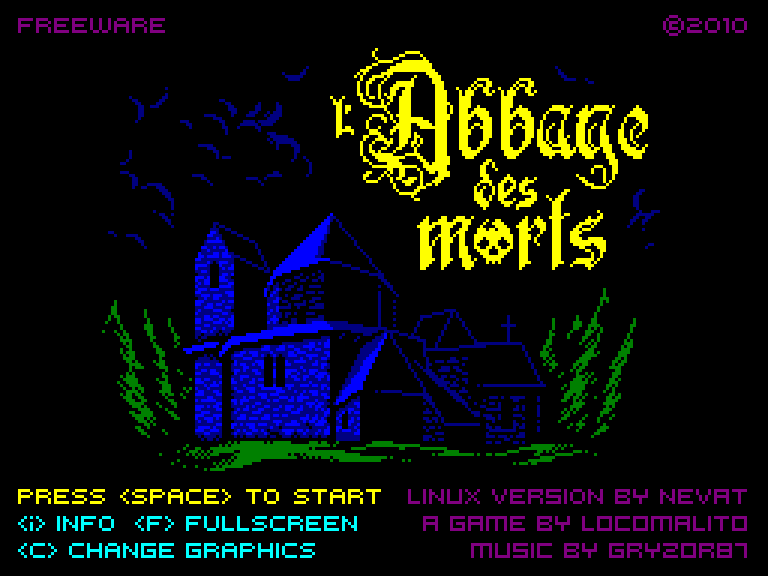 FREEWARE
©2010
l'Abbaye
des
morts
PRESS <SPACE> TO START
LINUX VERSION BY NEVAT
<i> INFO <F> FULLSCREEN
A GAME BY LOCOMALITO
<C> CHANGE GRAPHICS
MUSIC BY GRYZOR87